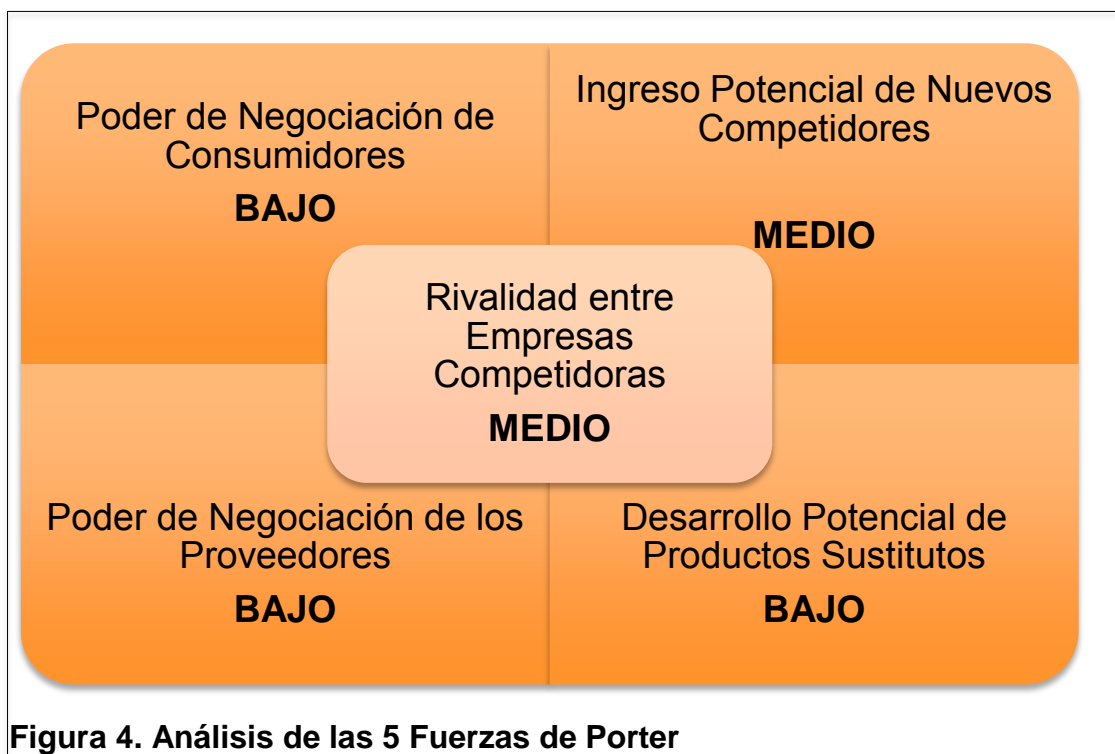 Poder de Negociación de
Consumidores
BAJO
Ingreso Potencial de Nuevos
Competidores
MEDIO
Rivalidad entre
Empresas
Competidoras
MEDIO
Poder de Negociación de los
Proveedores
BAJO
Desarrollo Potencial de
Productos Sustitutos
BAJO
Figura 4. Análisis de las 5 Fuerzas de Porter